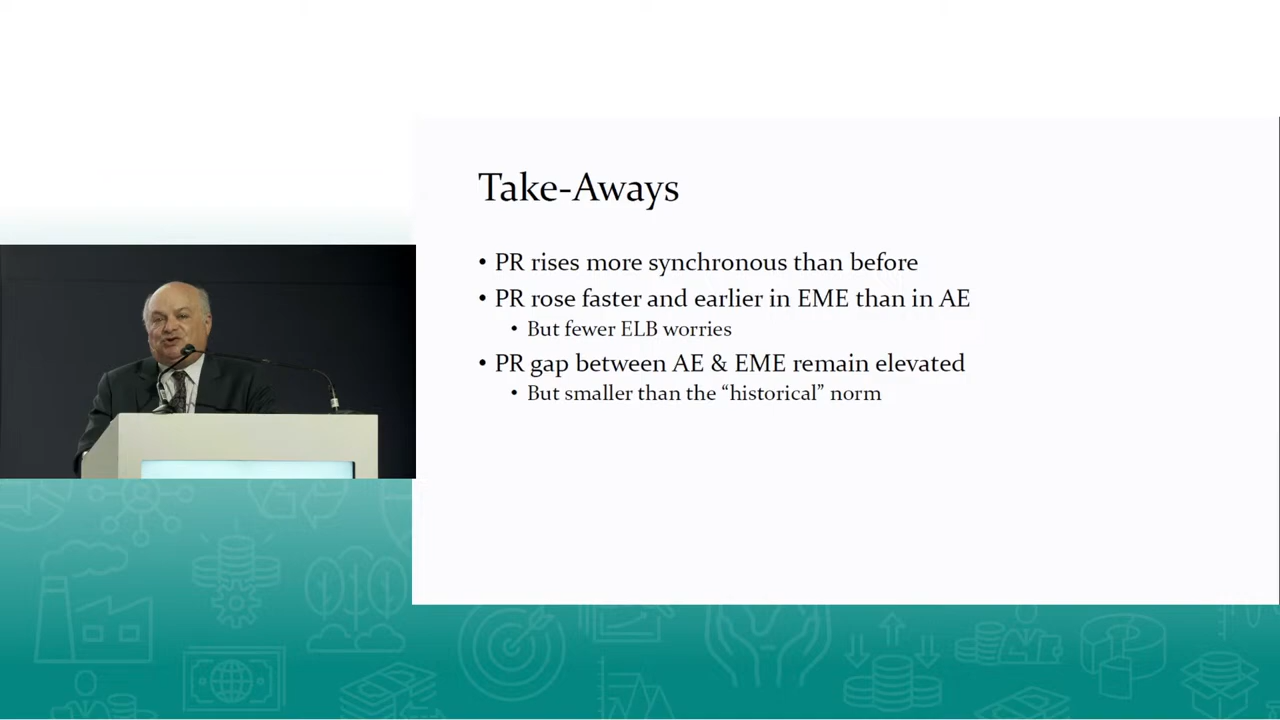 Take-Aways
• PR rises more synchronous than before
• PR rose faster and earlier in EME than in AE
• But fewer ELB worries
• PR gap between AE & EME remain elevated
• But smaller than the “historical” norm